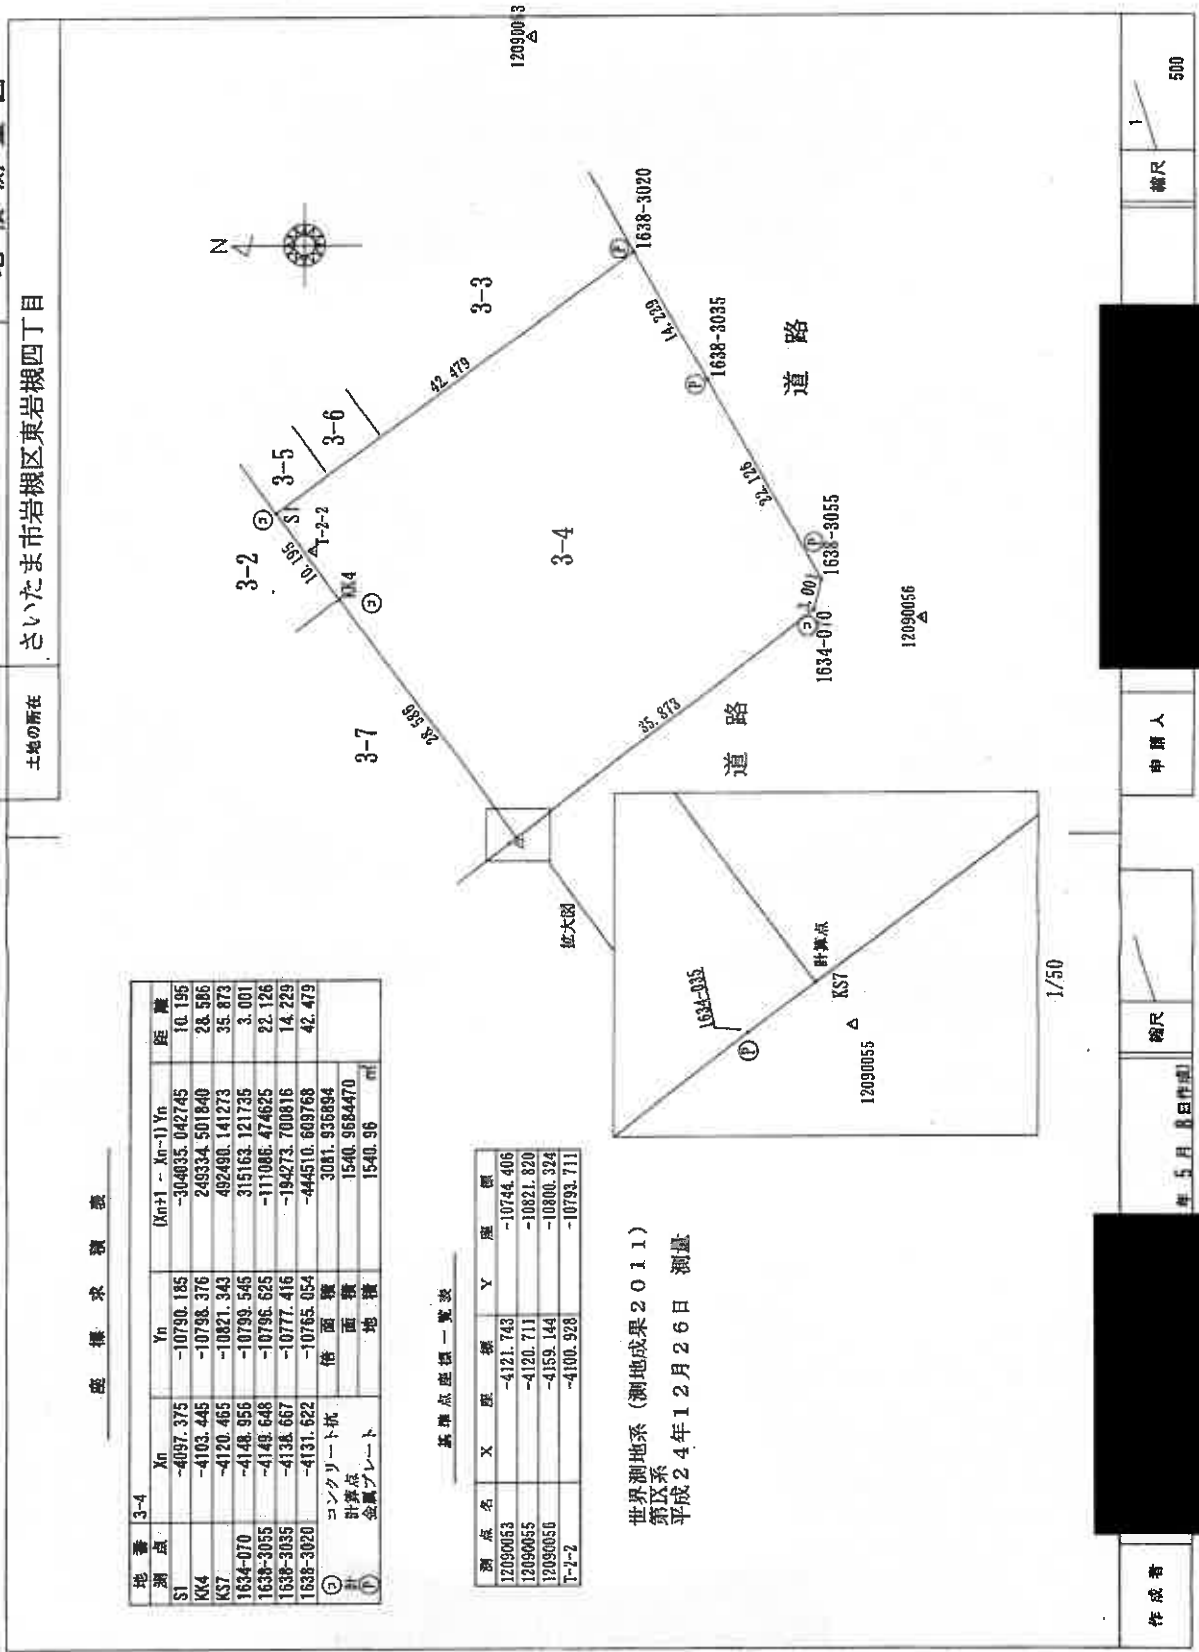 土地の所在 さいたま市岩槻区東岩槻四丁目
座標求積表
地番 3-4
測点 Xn Yn (Xn+1 - Xn-1) Yn 距離
S1 -4097.375 -10790.185 -304035.042745 10.195
KK4 -4103.445 -10798.376 249334.501840 28.586
KS7 -4120.465 -10821.343 492490.141273 35.873
1634-070 -4148.956 -10799.545 315163.121735 3.001
1638-3055 -4149.648 -10796.625 -111086.474625 22.126
1638-3035 -4138.667 -10777.416 -194273.700816 14.229
1638-3020 -4131.622 -10765.054 -444510.609768 42.479
コ コンクリート杭 倍面積 3081.936894
計 計算点 面積 1540.9684470
P 金属プレート 地積 1540.96 ㎡
基準点座標一覧表
測点名 X座標 Y座標
12090053 -4121.743 -10744.406
12090055 -4120.711 -10821.820
12090056 -4159.144 -10800.324
T-2-2 -4100.928 -10793.711
世界測地系(測地成果2011)
第Ⅸ系
平成24年12月26日 測量
N
3-2
3-5
3-6
3-3
3-7
3-4
コ
S1
T-2-2
10.195
KK4
コ
28.586
42.479
P
1638-3020
14.229
P
1638-3035
22.126
P
1638-3055
3.001
コ
1634-070
35.873
道路
道路
12090053
12090056
拡大図
1634-035
P
計算点
KS7
12090055
1/50
作成者
年 5月 8日作成
縮尺
申請人
縮尺
1
500